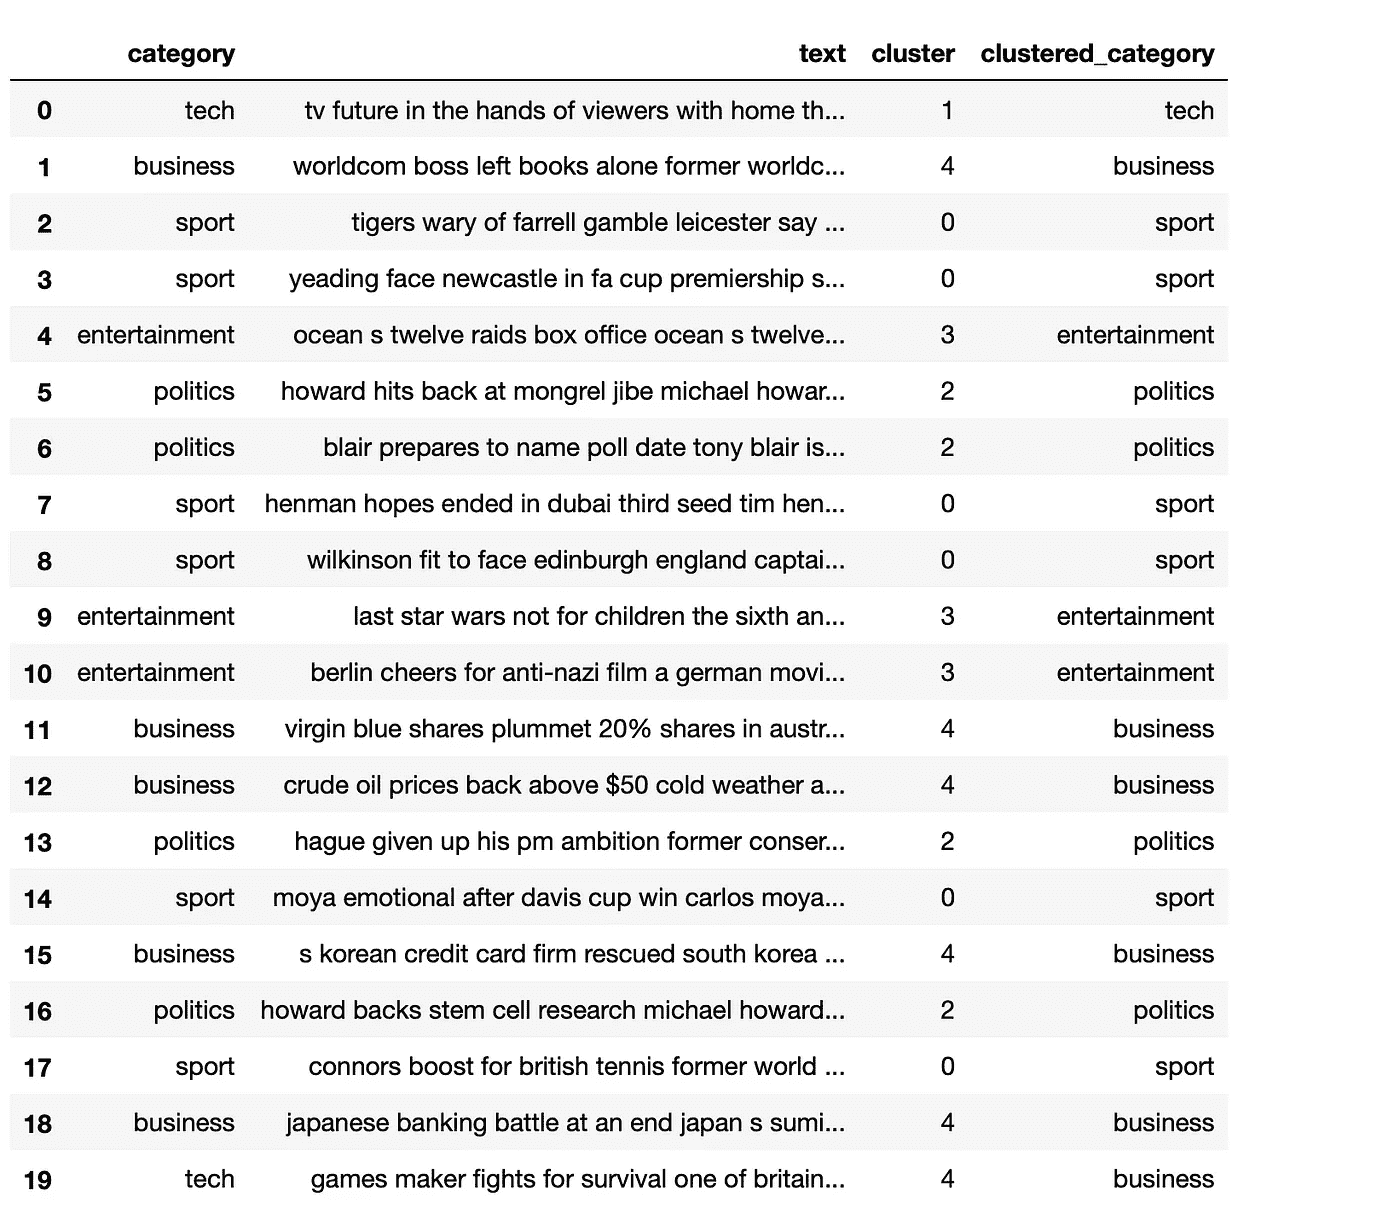 category text cluster clustered_category
0 tech tv future in the hands of viewers with home th... 1 tech
1 business worldcom boss left books alone former worldc... 4 business
2 sport tigers wary of farrell gamble leicester say ... 0 sport
3 sport yeading face newcastle in fa cup premiership s... 0 sport
4 entertainment ocean s twelve raids box office ocean s twelve... 3 entertainment
5 politics howard hits back at mongrel jibe michael howar... 2 politics
6 politics blair prepares to name poll date tony blair is... 2 politics
7 sport henman hopes ended in dubai third seed tim hen... 0 sport
8 sport wilkinson fit to face edinburgh england captai... 0 sport
9 entertainment last star wars not for children the sixth an... 3 entertainment
10 entertainment berlin cheers for anti-nazi film a german movi... 3 entertainment
11 business virgin blue shares plummet 20% shares in austr... 4 business
12 business crude oil prices back above $50 cold weather a... 4 business
13 politics hague given up his pm ambition former conser... 2 politics
14 sport moya emotional after davis cup win carlos moya... 0 sport
15 business s korean credit card firm rescued south korea ... 4 business
16 politics howard backs stem cell research michael howard... 2 politics
17 sport connors boost for british tennis former world ... 0 sport
18 business japanese banking battle at an end japan s sumi... 4 business
19 tech games maker fights for survival one of britain... 4 business